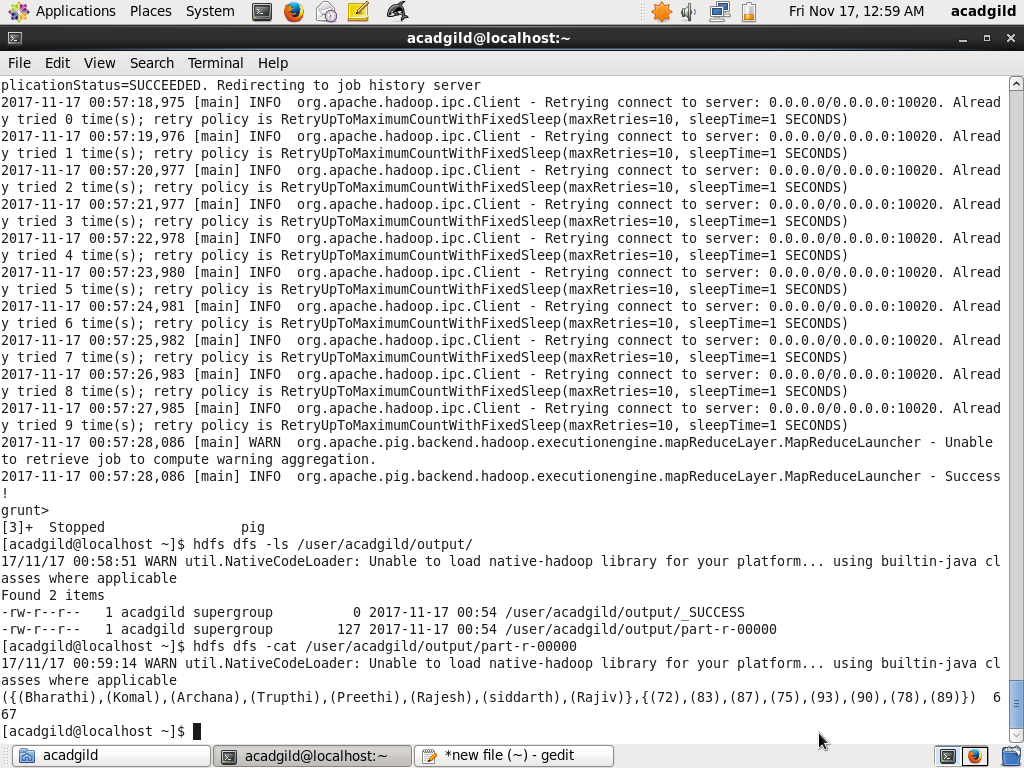 Applications Places System Fri Nov 17, 12:59 AM acadgild
acadgild@localhost:~
File Edit View Search Terminal Help
plicationStatus=SUCCEEDED. Redirecting to job history server
2017-11-17 00:57:18,975 [main] INFO  org.apache.hadoop.ipc.Client - Retrying connect to server: 0.0.0.0/0.0.0.0:10020. Alread
y tried 0 time(s); retry policy is RetryUpToMaximumCountWithFixedSleep(maxRetries=10, sleepTime=1 SECONDS)
2017-11-17 00:57:19,976 [main] INFO  org.apache.hadoop.ipc.Client - Retrying connect to server: 0.0.0.0/0.0.0.0:10020. Alread
y tried 1 time(s); retry policy is RetryUpToMaximumCountWithFixedSleep(maxRetries=10, sleepTime=1 SECONDS)
2017-11-17 00:57:20,977 [main] INFO  org.apache.hadoop.ipc.Client - Retrying connect to server: 0.0.0.0/0.0.0.0:10020. Alread
y tried 2 time(s); retry policy is RetryUpToMaximumCountWithFixedSleep(maxRetries=10, sleepTime=1 SECONDS)
2017-11-17 00:57:21,977 [main] INFO  org.apache.hadoop.ipc.Client - Retrying connect to server: 0.0.0.0/0.0.0.0:10020. Alread
y tried 3 time(s); retry policy is RetryUpToMaximumCountWithFixedSleep(maxRetries=10, sleepTime=1 SECONDS)
2017-11-17 00:57:22,978 [main] INFO  org.apache.hadoop.ipc.Client - Retrying connect to server: 0.0.0.0/0.0.0.0:10020. Alread
y tried 4 time(s); retry policy is RetryUpToMaximumCountWithFixedSleep(maxRetries=10, sleepTime=1 SECONDS)
2017-11-17 00:57:23,980 [main] INFO  org.apache.hadoop.ipc.Client - Retrying connect to server: 0.0.0.0/0.0.0.0:10020. Alread
y tried 5 time(s); retry policy is RetryUpToMaximumCountWithFixedSleep(maxRetries=10, sleepTime=1 SECONDS)
2017-11-17 00:57:24,981 [main] INFO  org.apache.hadoop.ipc.Client - Retrying connect to server: 0.0.0.0/0.0.0.0:10020. Alread
y tried 6 time(s); retry policy is RetryUpToMaximumCountWithFixedSleep(maxRetries=10, sleepTime=1 SECONDS)
2017-11-17 00:57:25,982 [main] INFO  org.apache.hadoop.ipc.Client - Retrying connect to server: 0.0.0.0/0.0.0.0:10020. Alread
y tried 7 time(s); retry policy is RetryUpToMaximumCountWithFixedSleep(maxRetries=10, sleepTime=1 SECONDS)
2017-11-17 00:57:26,983 [main] INFO  org.apache.hadoop.ipc.Client - Retrying connect to server: 0.0.0.0/0.0.0.0:10020. Alread
y tried 8 time(s); retry policy is RetryUpToMaximumCountWithFixedSleep(maxRetries=10, sleepTime=1 SECONDS)
2017-11-17 00:57:27,985 [main] INFO  org.apache.hadoop.ipc.Client - Retrying connect to server: 0.0.0.0/0.0.0.0:10020. Alread
y tried 9 time(s); retry policy is RetryUpToMaximumCountWithFixedSleep(maxRetries=10, sleepTime=1 SECONDS)
2017-11-17 00:57:28,086 [main] WARN  org.apache.pig.backend.hadoop.executionengine.mapReduceLayer.MapReduceLauncher - Unable
to retrieve job to compute warning aggregation.
2017-11-17 00:57:28,086 [main] INFO  org.apache.pig.backend.hadoop.executionengine.mapReduceLayer.MapReduceLauncher - Success
!
grunt>
[3]+  Stopped                 pig
[acadgild@localhost ~]$ hdfs dfs -ls /user/acadgild/output/
17/11/17 00:58:51 WARN util.NativeCodeLoader: Unable to load native-hadoop library for your platform... using builtin-java cl
asses where applicable
Found 2 items
-rw-r--r--   1 acadgild supergroup          0 2017-11-17 00:54 /user/acadgild/output/_SUCCESS
-rw-r--r--   1 acadgild supergroup        127 2017-11-17 00:54 /user/acadgild/output/part-r-00000
[acadgild@localhost ~]$ hdfs dfs -cat /user/acadgild/output/part-r-00000
17/11/17 00:59:14 WARN util.NativeCodeLoader: Unable to load native-hadoop library for your platform... using builtin-java cl
asses where applicable
({(Bharathi),(Komal),(Archana),(Trupthi),(Preethi),(Rajesh),(siddarth),(Rajiv)},{(72),(83),(87),(75),(93),(90),(78),(89)})  6
67
[acadgild@localhost ~]$
acadgild acadgild@localhost:~ *new file (~) - gedit